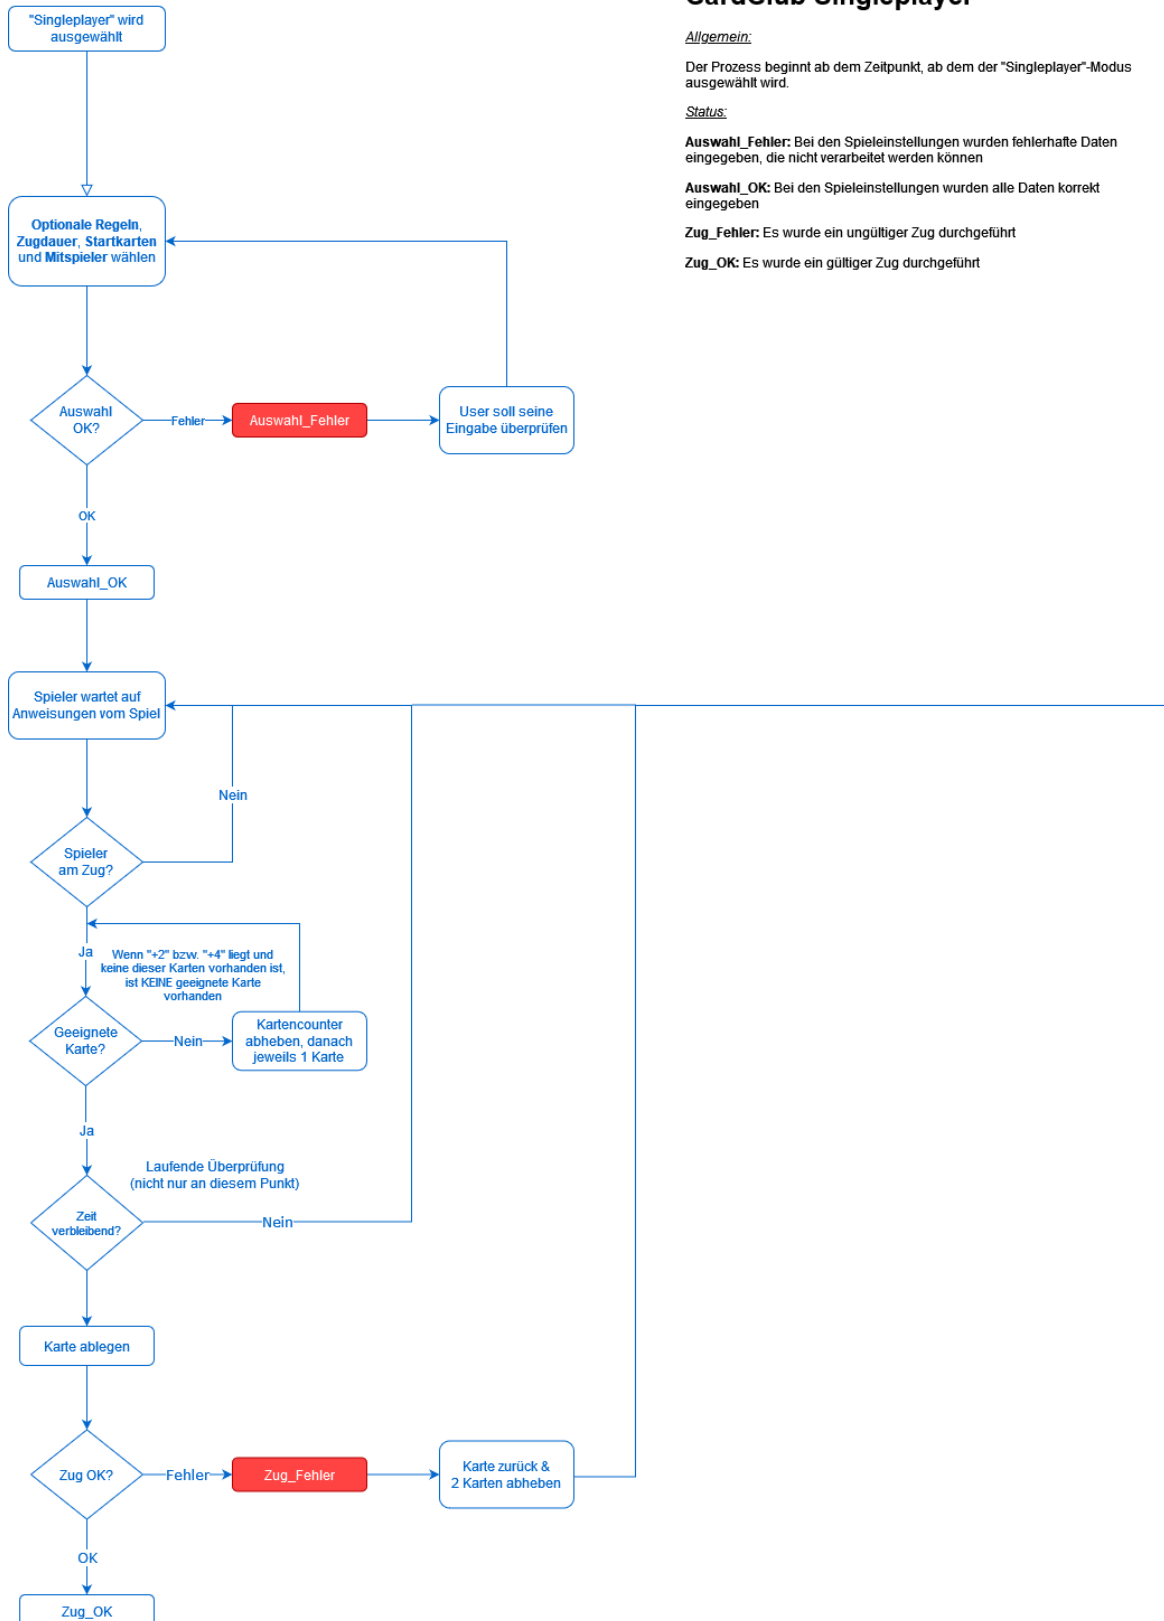 CardClub Singleplayer
"Singleplayer" wird
ausgewählt
Allgemein:
Der Prozess beginnt ab dem Zeitpunkt, ab dem der "Singleplayer"-Modus
ausgewählt wird.
Status:
Auswahl_Fehler: Bei den Spieleinstellungen wurden fehlerhafte Daten
eingegeben, die nicht verarbeitet werden können
Auswahl_OK: Bei den Spieleinstellungen wurden alle Daten korrekt
eingegeben
Zug_Fehler: Es wurde ein ungültiger Zug durchgeführt
Zug_OK: Es wurde ein gültiger Zug durchgeführt
Optionale Regeln,
Zugdauer, Startkarten
und Mitspieler wählen
Auswahl
OK?
Fehler
Auswahl_Fehler
User soll seine
Eingabe überprüfen
OK
Auswahl_OK
Spieler wartet auf
Anweisungen vom Spiel
Nein
Spieler
am Zug?
Ja
Wenn "+2" bzw. "+4" liegt und
keine dieser Karten vorhanden ist,
ist KEINE geeignete Karte
vorhanden
Geeignete
Karte?
Nein
Kartencounter
abheben, danach
jeweils 1 Karte
Ja
Laufende Überprüfung
(nicht nur an diesem Punkt)
Zeit
verbleibend?
Nein
Karte ablegen
Zug OK?
Fehler
Zug_Fehler
Karte zurück &
2 Karten abheben
OK
Zug_OK